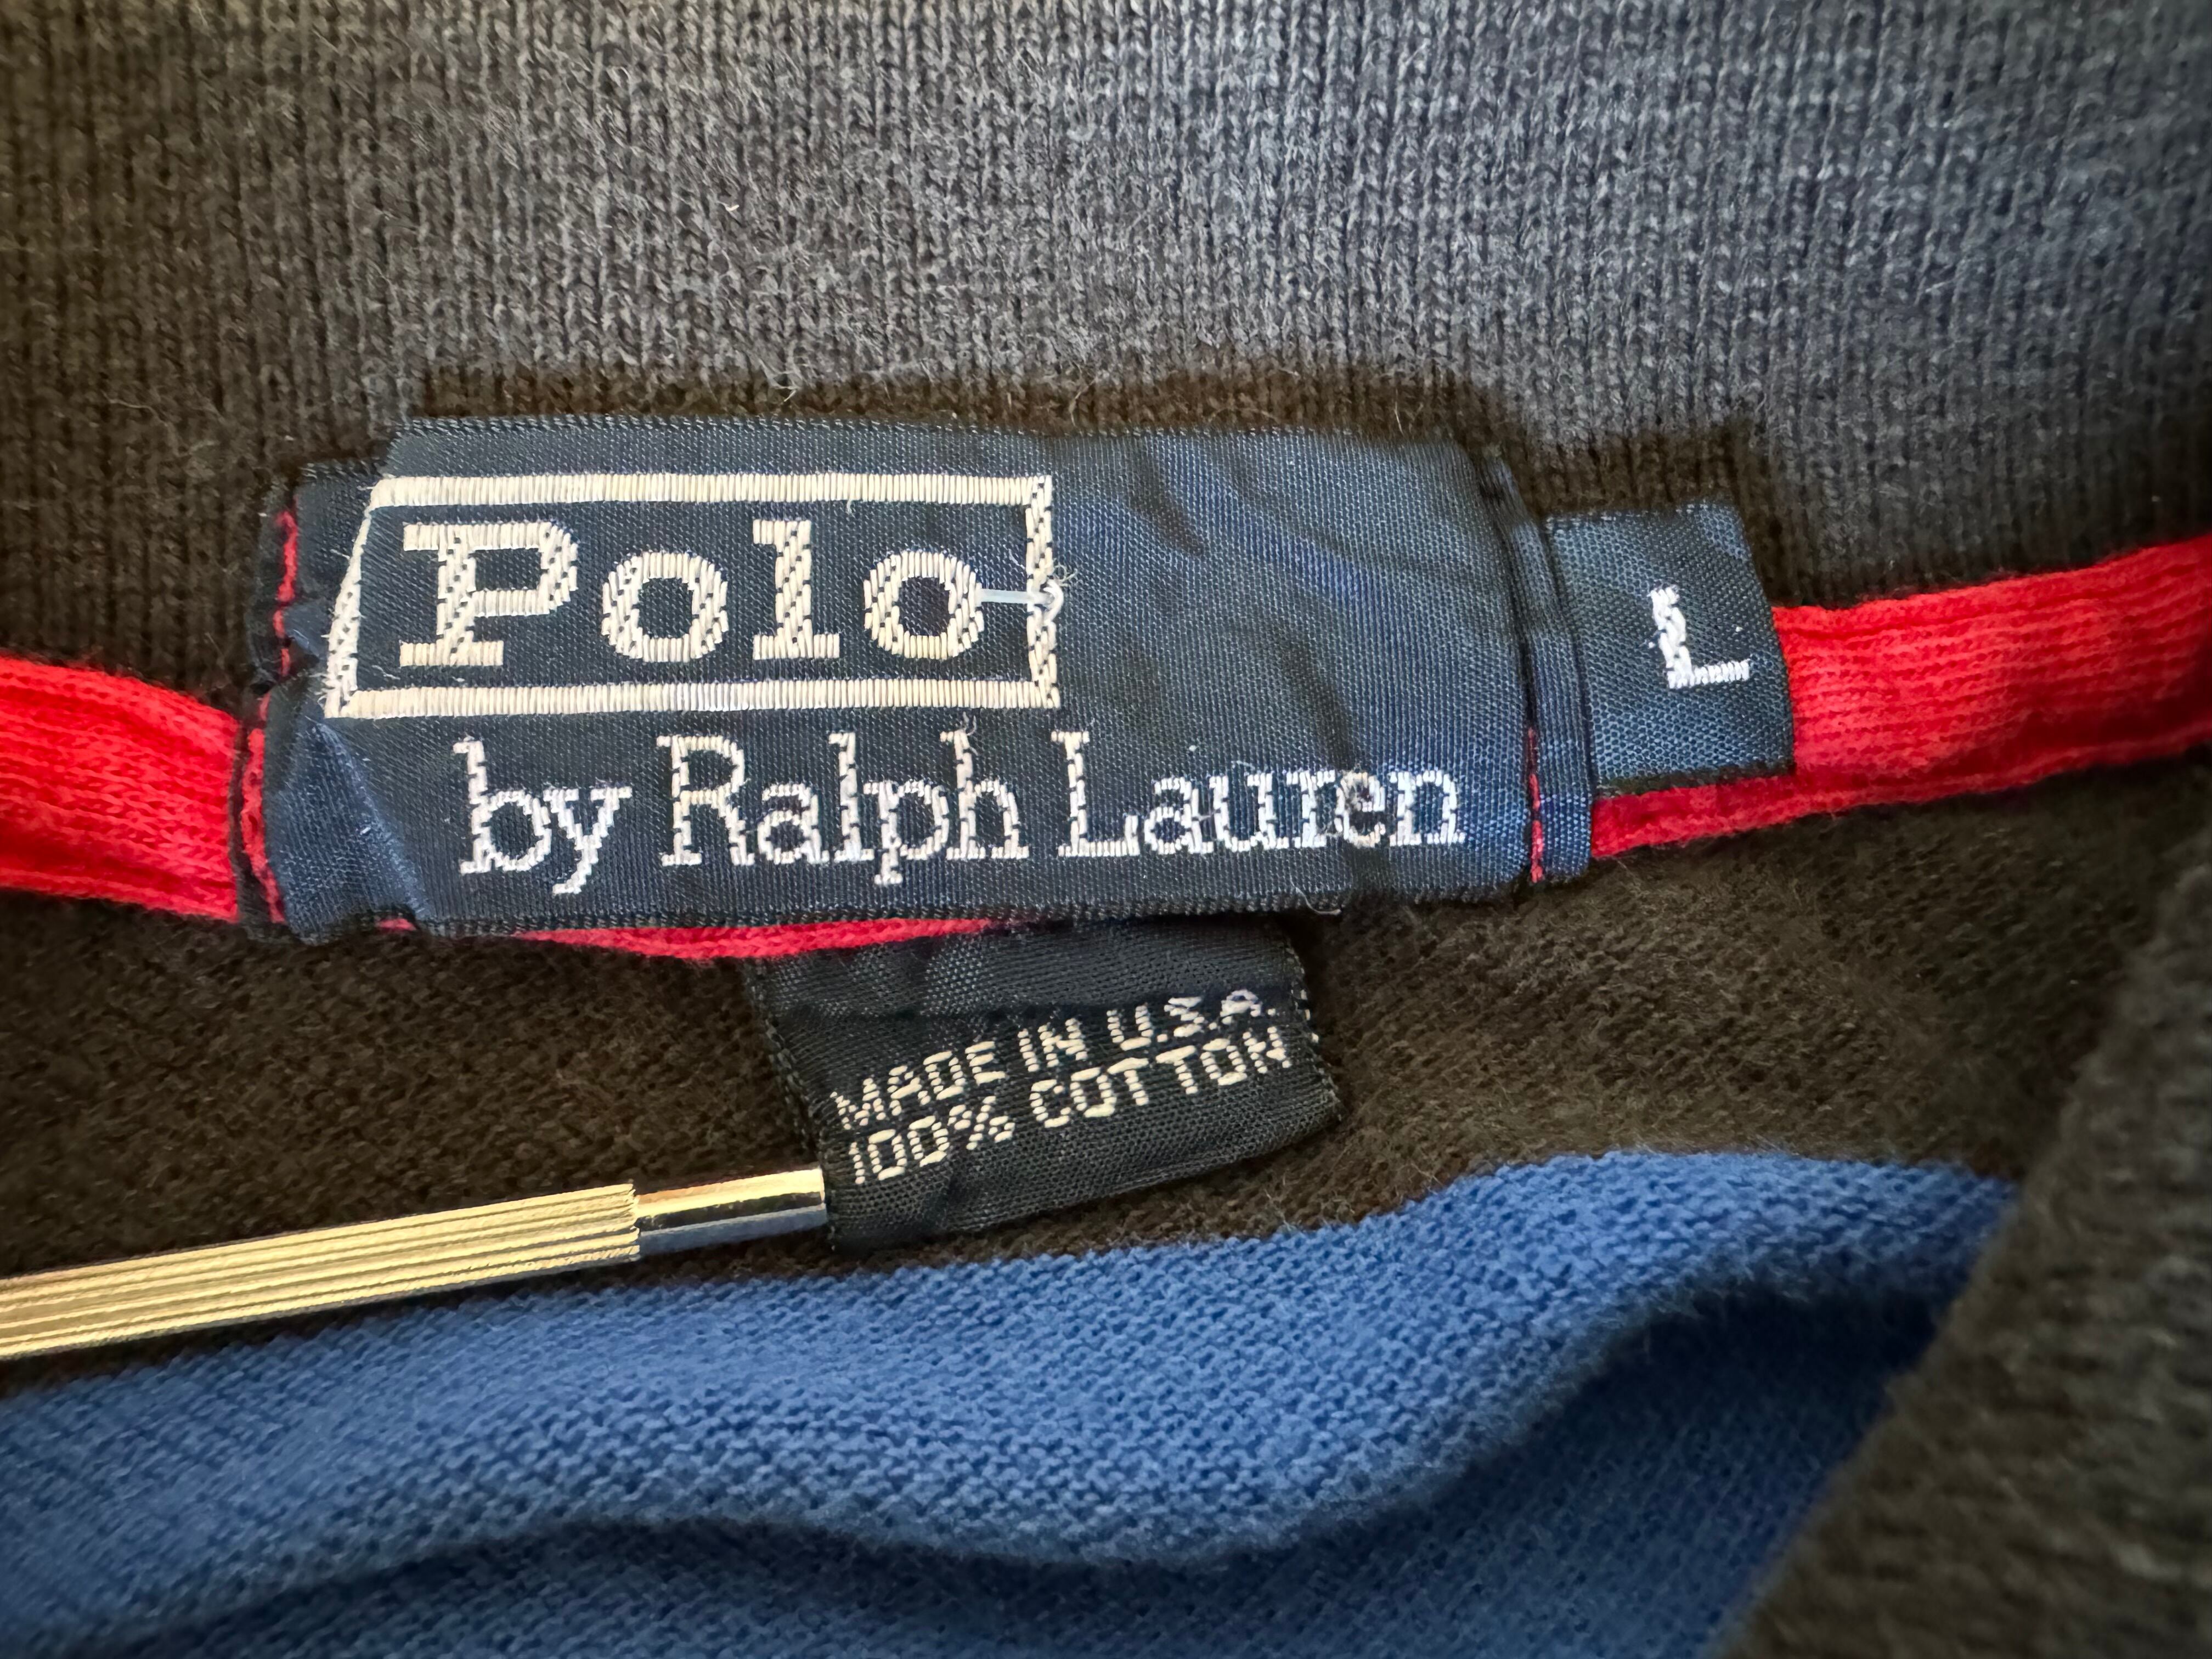 Polo
by Ralph Lauren
L
MADE IN U.S.A.
100% COTTON